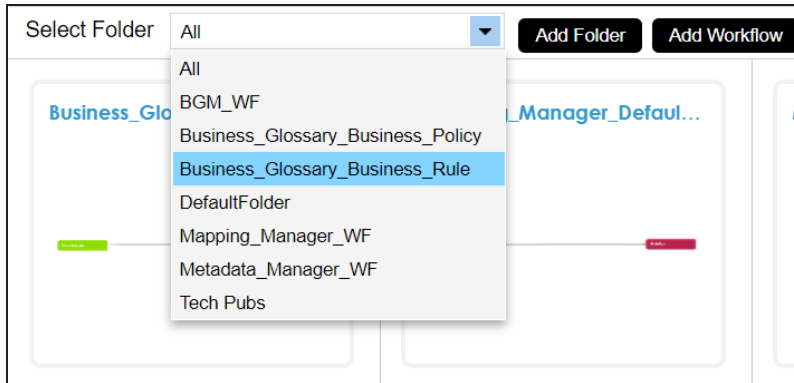 Select Folder All Add Folder Add Workflow
All
BGM_WF
Business_Glo _Manager_Defaul...
Business_Glossary_Business_Policy
Business_Glossary_Business_Rule
DefaultFolder
Mapping_Manager_WF
Metadata_Manager_WF
Tech Pubs